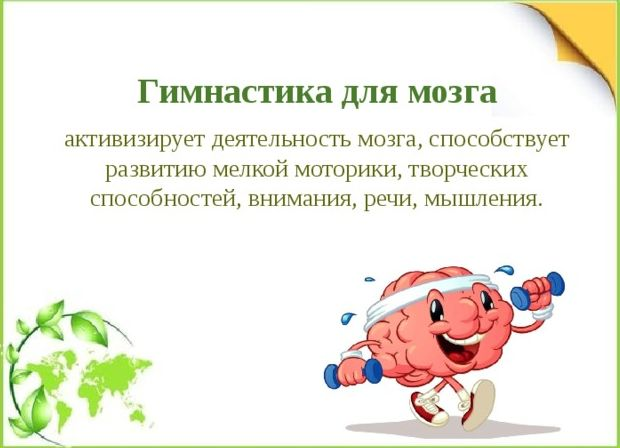 Гимнастика для мозга
активизирует деятельность мозга, способствует
развитию мелкой моторики, творческих
способностей, внимания, речи, мышления.